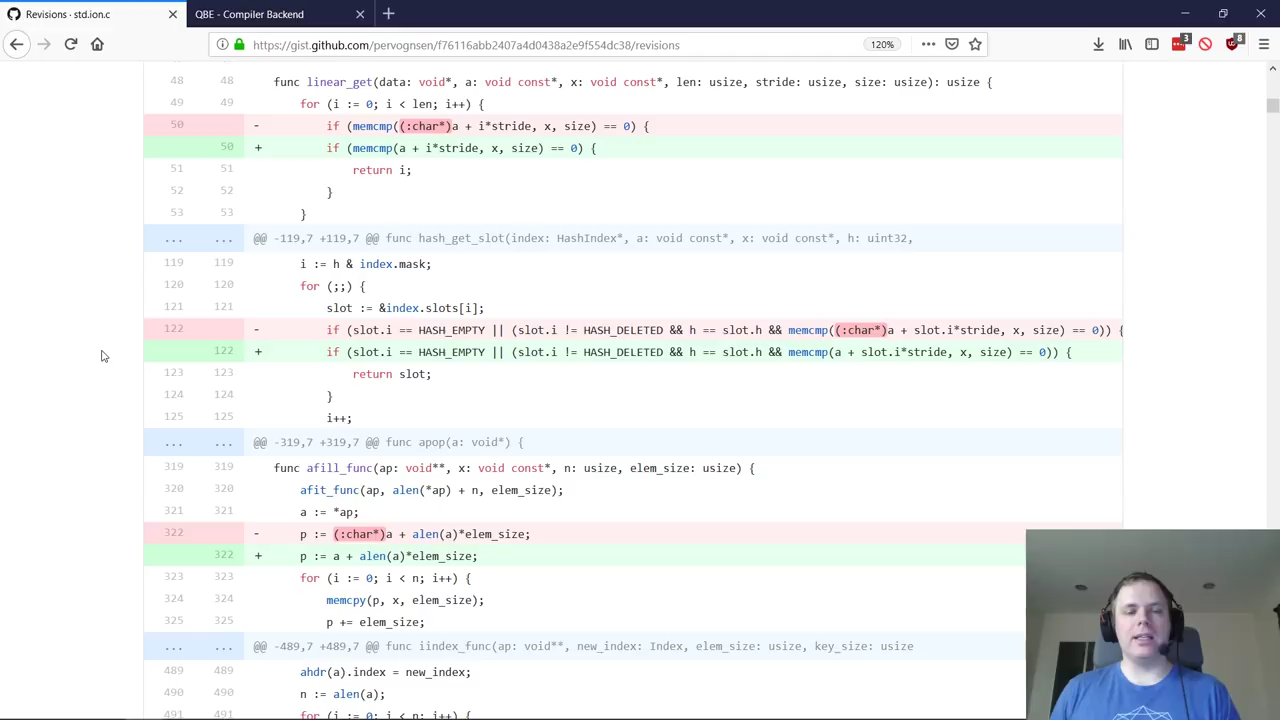 Revisions · std.ion.c
QBE - Compiler Backend
https://gist.github.com/pervognsen/f76116abb2407a4d0438a2e9f554dc38/revisions
120%
3
8
48 48 func linear_get(data: void*, a: void const*, x: void const*, len: usize, stride: usize, size: usize): usize {
49 49 for (i := 0; i < len; i++) {
50 - if (memcmp((:char*)a + i*stride, x, size) == 0) {
50 + if (memcmp(a + i*stride, x, size) == 0) {
51 51 return i;
52 52 }
53 53 }
... ... @@ -119,7 +119,7 @@ func hash_get_slot(index: HashIndex*, a: void const*, x: void const*, h: uint32,
119 119 i := h & index.mask;
120 120 for (;;) {
121 121 slot := &index.slots[i];
122 - if (slot.i == HASH_EMPTY || (slot.i != HASH_DELETED && h == slot.h && memcmp((:char*)a + slot.i*stride, x, size) == 0)) {
122 + if (slot.i == HASH_EMPTY || (slot.i != HASH_DELETED && h == slot.h && memcmp(a + slot.i*stride, x, size) == 0)) {
123 123 return slot;
124 124 }
125 125 i++;
... ... @@ -319,7 +319,7 @@ func apop(a: void*) {
319 319 func afill_func(ap: void**, x: void const*, n: usize, elem_size: usize) {
320 320 afit_func(ap, alen(*ap) + n, elem_size);
321 321 a := *ap;
322 - p := (:char*)a + alen(a)*elem_size;
322 + p := a + alen(a)*elem_size;
323 323 for (i := 0; i < n; i++) {
324 324 memcpy(p, x, elem_size);
325 325 p += elem_size;
... ... @@ -489,7 +489,7 @@ func iindex_func(ap: void**, new_index: Index, elem_size: usize, key_size: usize
489 489 ahdr(a).index = new_index;
490 490 n := alen(a);
491 491 for (i := 0; i < n; i++) {